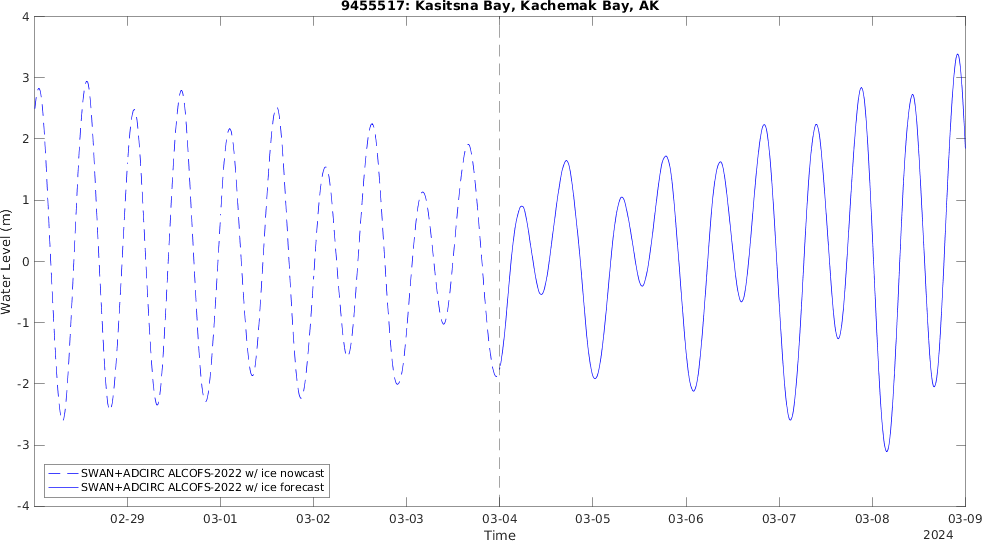 9455517: Kasitsna Bay, Kachemak Bay, AK
4
3
2
1
0
-1
-2
-3
-4
Water Level (m)
SWAN+ADCIRC ALCOFS-2022 w/ ice nowcast
SWAN+ADCIRC ALCOFS-2022 w/ ice forecast
02-29 03-01 03-02 03-03 03-04 03-05 03-06 03-07 03-08 03-09
Time
2024